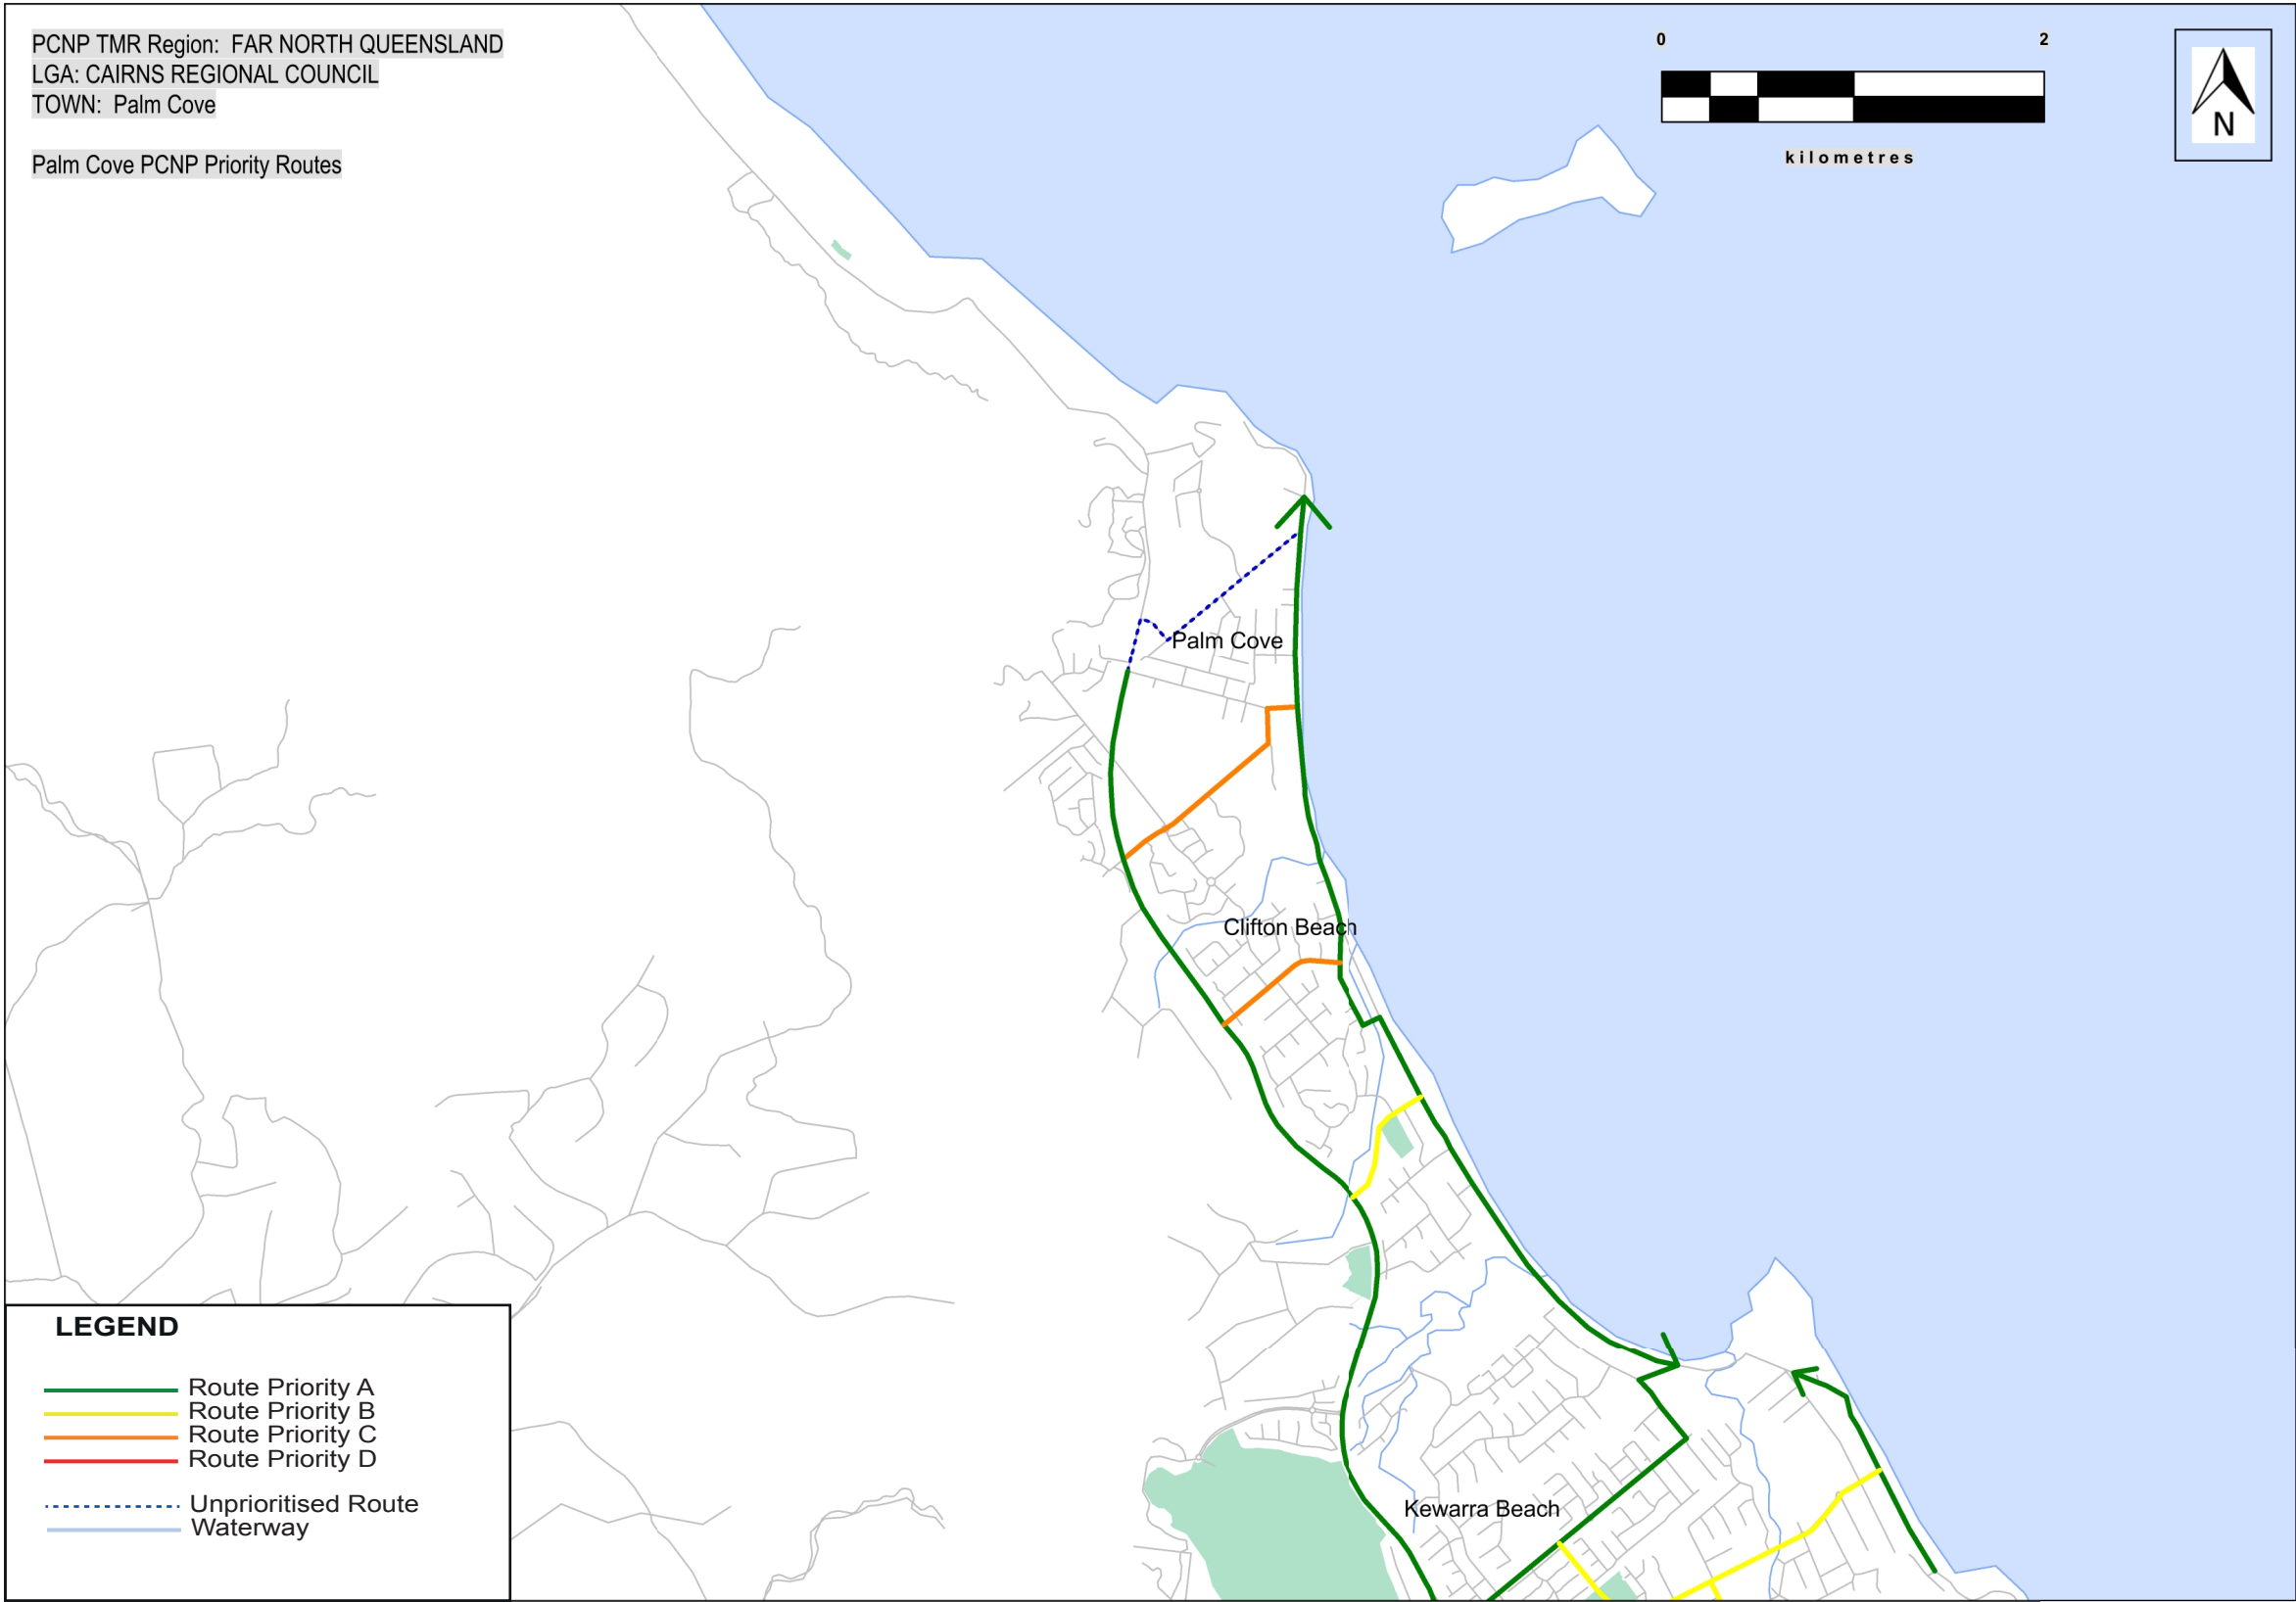 PCNP TMR Region: FAR NORTH QUEENSLAND
LGA: CAIRNS REGIONAL COUNCIL
TOWN: Palm Cove
Palm Cove PCNP Priority Routes
0 2
kilometres
N
Palm Cove
Clifton Beach
Kewarra Beach
LEGEND
Route Priority A
Route Priority B
Route Priority C
Route Priority D
Unprioritised Route
Waterway